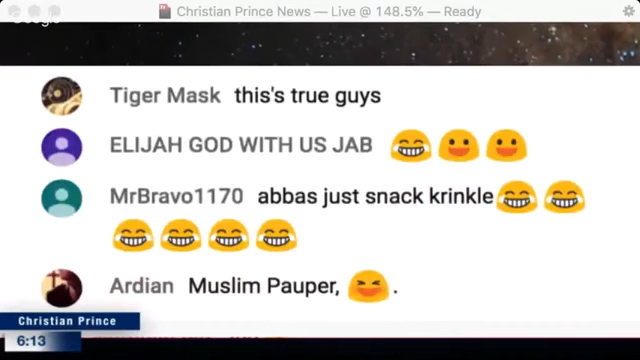 Christian Prince News — Live @ 148.5% — Ready
Google
Tiger Mask this's true guys
ELIJAH GOD WITH US JAB 😂😃😃
MrBravo1170 abbas just snack krinkle😂😂
😂😂😂😂
Ardian Muslim Pauper, 😆.
Christian Prince
6:13